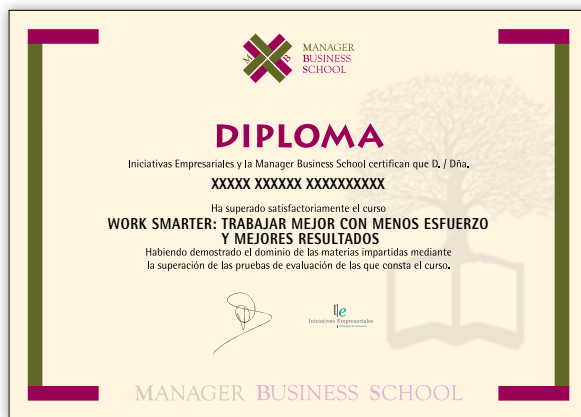 M B
MANAGER
BUSINESS
SCHOOL
DIPLOMA
Iniciativas Empresariales y la Manager Business School certifican que D. / Dña.
XXXXX XXXXXX XXXXXXXXXX
Ha superado satisfactoriamente el curso
WORK SMARTER: TRABAJAR MEJOR CON MENOS ESFUERZO
Y MEJORES RESULTADOS
Habiendo demostrado el dominio de las materias impartidas mediante
la superación de las pruebas de evaluación de las que consta el curso.
Ie
Iniciativas Empresariales
MANAGER BUSINESS SCHOOL